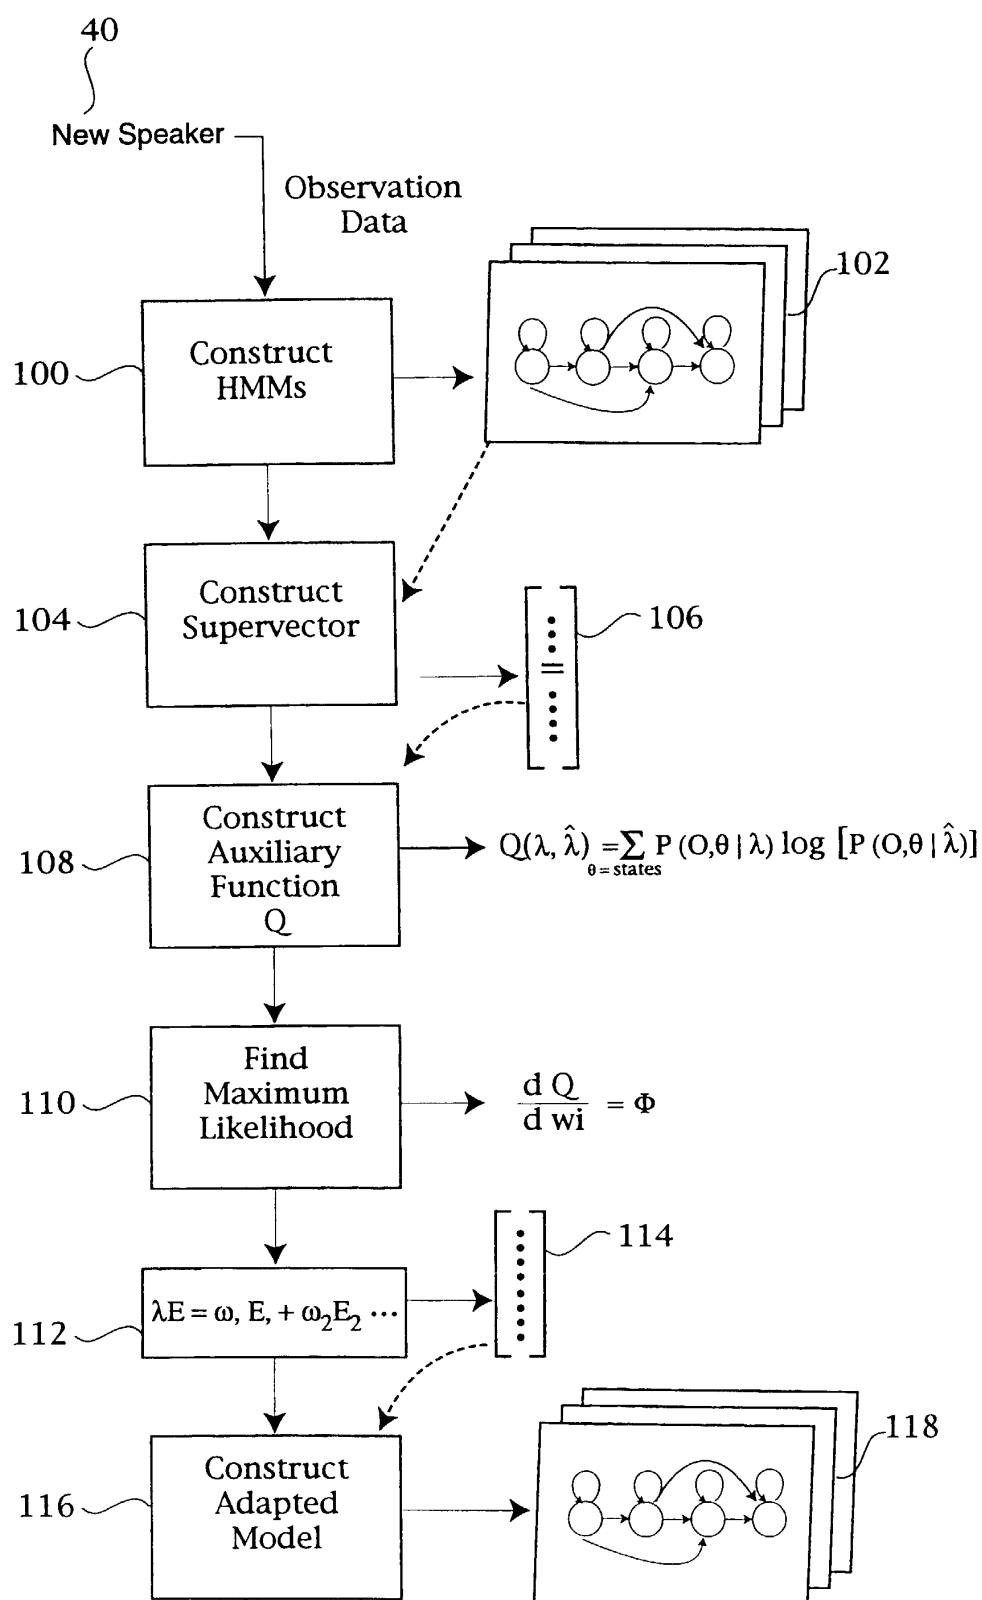 40
New Speaker
Observation
Data
102
100
Construct
HMMs
104
Construct
Supervector
106
108
Construct
Auxiliary
Function
Q
Q(λ, λ̂) = ∑ P (O,θ | λ) log [P (O,θ | λ̂)]
θ = states
110
Find
Maximum
Likelihood
d Q
d wi
= Φ
114
112
λE = ω, E, + ω₂E₂ ...
118
116
Construct
Adapted
Model